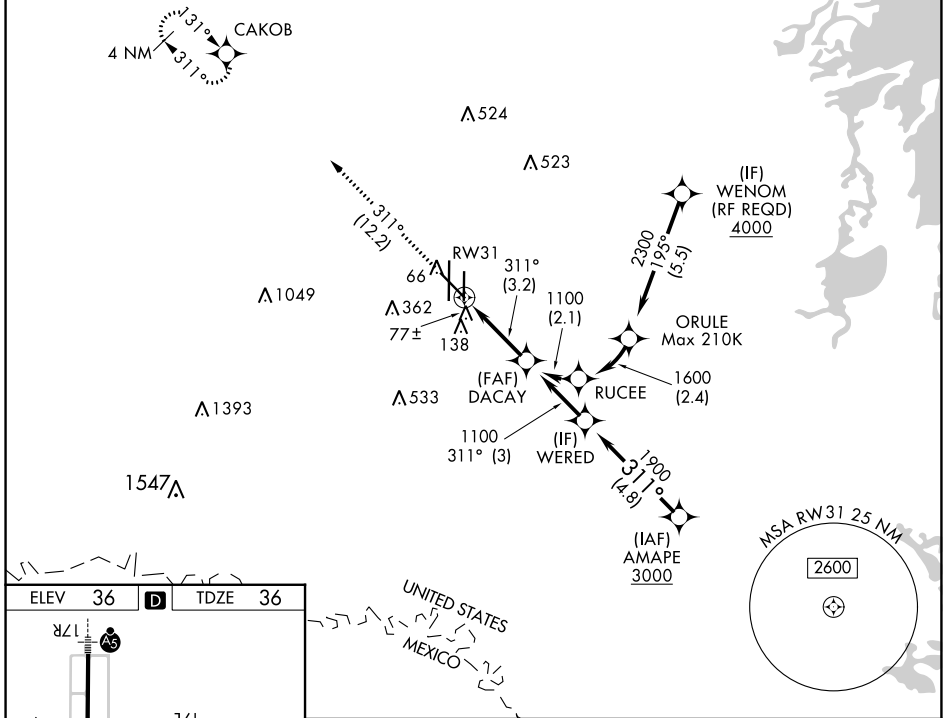 131°
CAKOB
4 NM
311°
524
523
(IF)
WENOM
(RF REQD)
4000
311°
(12.2)
2300
195°
(5.5)
RW31
66
311°
(3.2)
1100
(2.1)
1049
362
77±
138
ORULE
Max 210K
(FAF)
DACAY
RUCEE
1600
(2.4)
533
1393
1100
311° (3)
(IF)
WERED
1900
311°
(4.8)
1547
(IAF)
AMAPE
3000
MSA RW31 25 NM
2600
ELEV 36 D TDZE 36
UNITED STATES
MEXICO
17R
A5